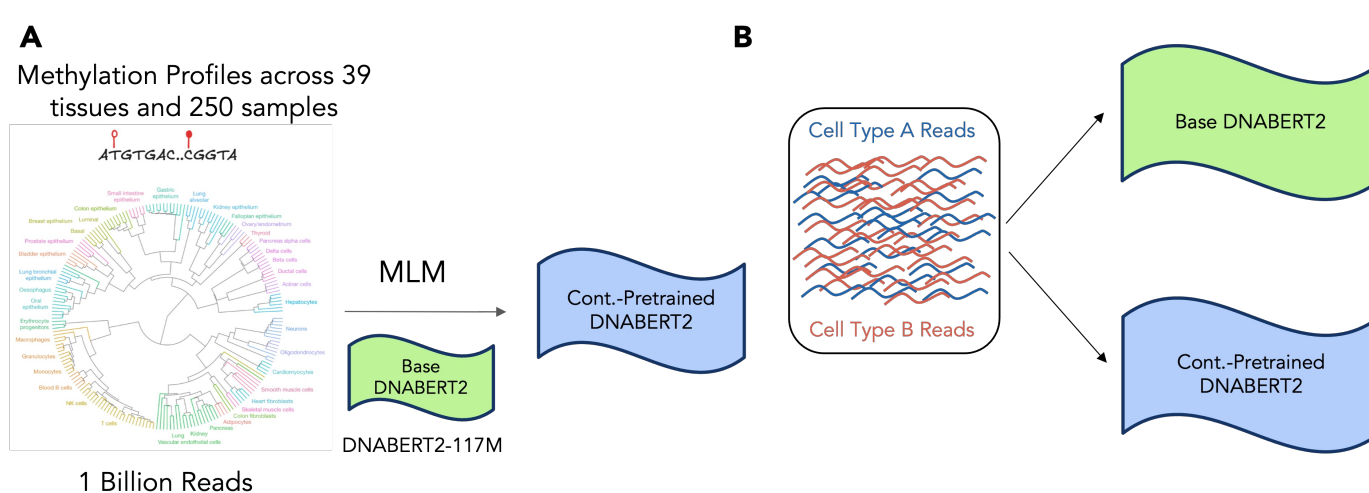 A
Methylation Profiles across 39
tissues and 250 samples
ATGTGAC..CGGTA
Small intestine
epithelium
Gastric
epithelium
Lung
alveolar
Kidney epithelium
Fallopian epithelium
Ovary/endometrium
Thyroid
Pancreas alpha cells
Delta cells
Beta cells
Ductal cells
Acinar cells
Hepatocytes
Neurons
Oligodendrocytes
Cardiomyocytes
Smooth muscle cells
Heart fibroblasts
Skeletal muscle cells
Colon fibroblasts
Adipocytes
Pancreas
Kidney
Lung
Vascular endothelial cells
T cells
NK cells
Blood B cells
Monocytes
Granulocytes
Macrophages
Erythrocyte
progenitors
Oral
epithelium
Oesophagus
Lung bronchial
epithelium
Bladder epithelium
Prostate epithelium
Basal
Luminal
Breast epithelium
Colon epithelium
1 Billion Reads
MLM
Base
DNABERT2
DNABERT2-117M
Cont.-Pretrained
DNABERT2
B
Cell Type A Reads
Cell Type B Reads
Base DNABERT2
Cont.-Pretrained
DNABERT2